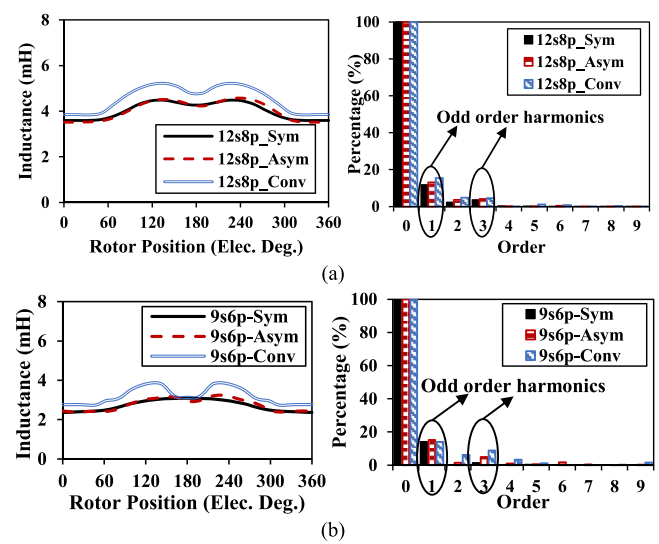 8
6
4
2
0
Inductance (mH)
12s8p_Sym
12s8p_Asym
12s8p_Conv
0 60 120 180 240 300 360
Rotor Position (Elec. Deg.)
100
80
60
40
20
0
Percentage (%)
12s8p_Sym
12s8p_Asym
12s8p_Conv
Odd order harmonics
0 1 2 3 4 5 6 7 8 9
Order
(a)
8
6
4
2
0
Inductance (mH)
9s6p-Sym
9s6p-Asym
9s6p-Conv
0 60 120 180 240 300 360
Rotor Position (Elec. Deg.)
100
80
60
40
20
0
Percentage (%)
9s6p-Sym
9s6p-Asym
9s6p-Conv
Odd order harmonics
0 1 2 3 4 5 6 7 8 9
Order
(b)